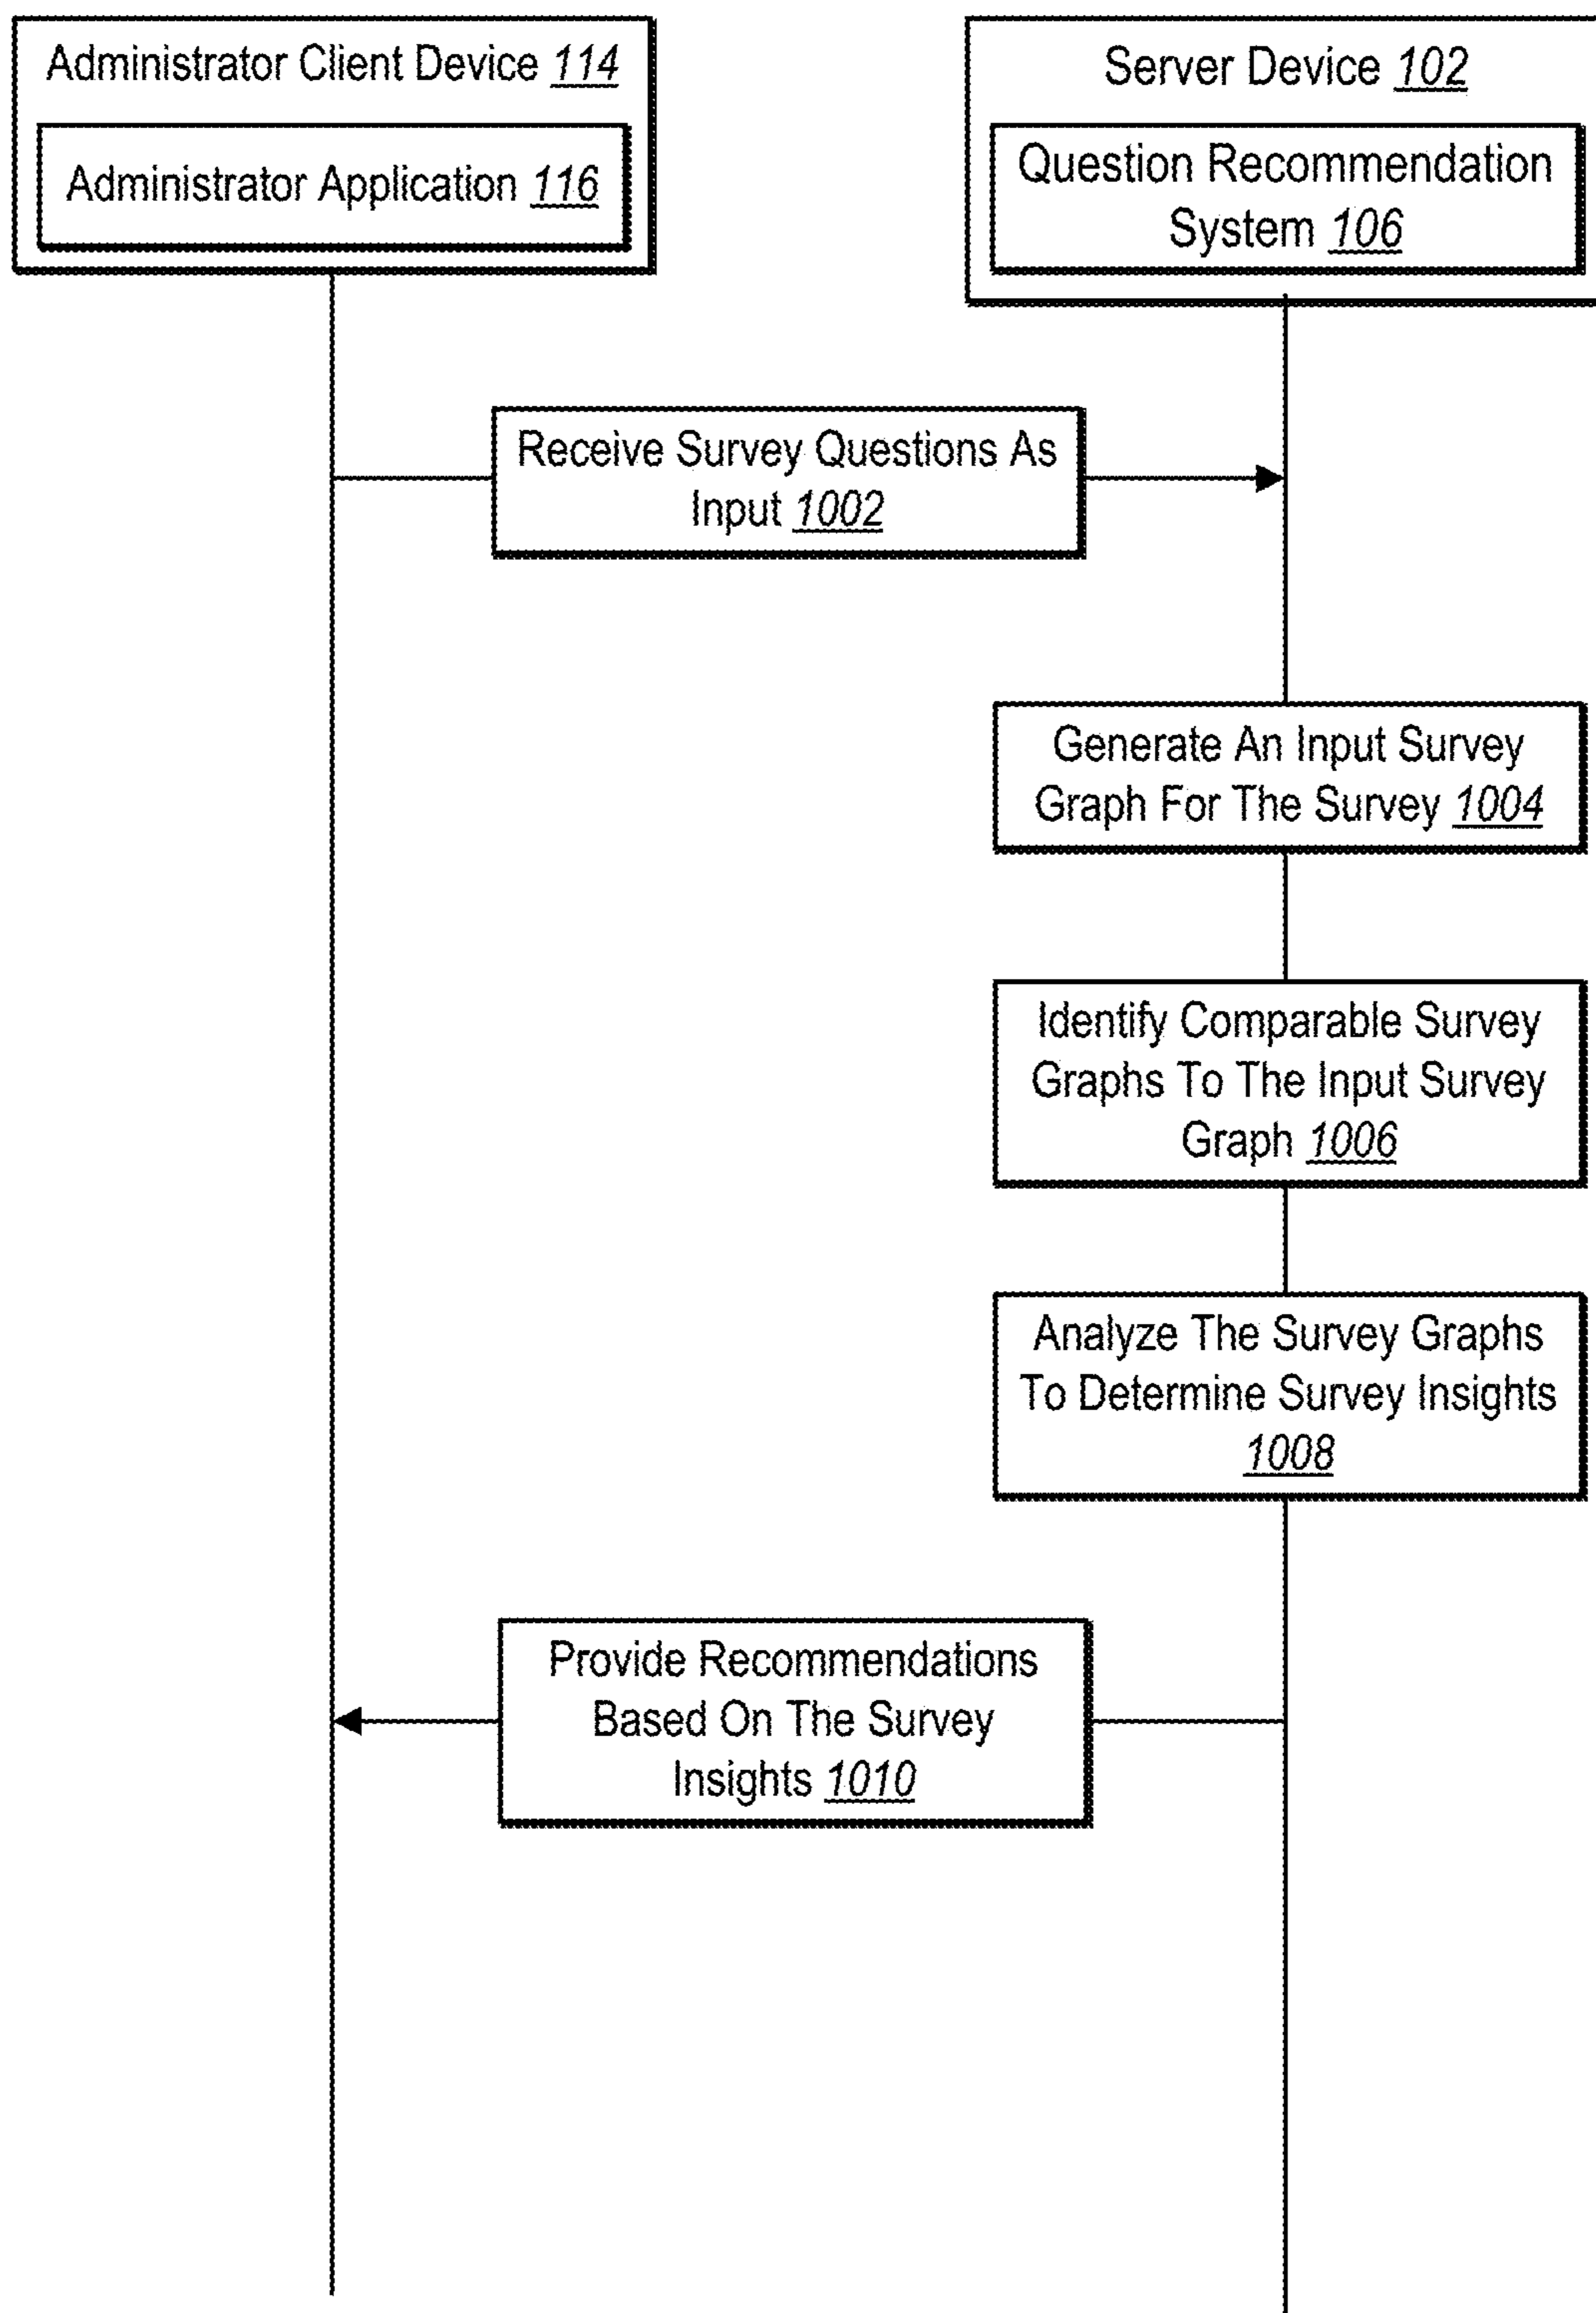 Administrator Client Device 114
Administrator Application 116
Server Device 102
Question Recommendation
System 106
Receive Survey Questions As
Input 1002
Generate An Input Survey
Graph For The Survey 1004
Identify Comparable Survey
Graphs To The Input Survey
Graph 1006
Analyze The Survey Graphs
To Determine Survey Insights
1008
Provide Recommendations
Based On The Survey
Insights 1010